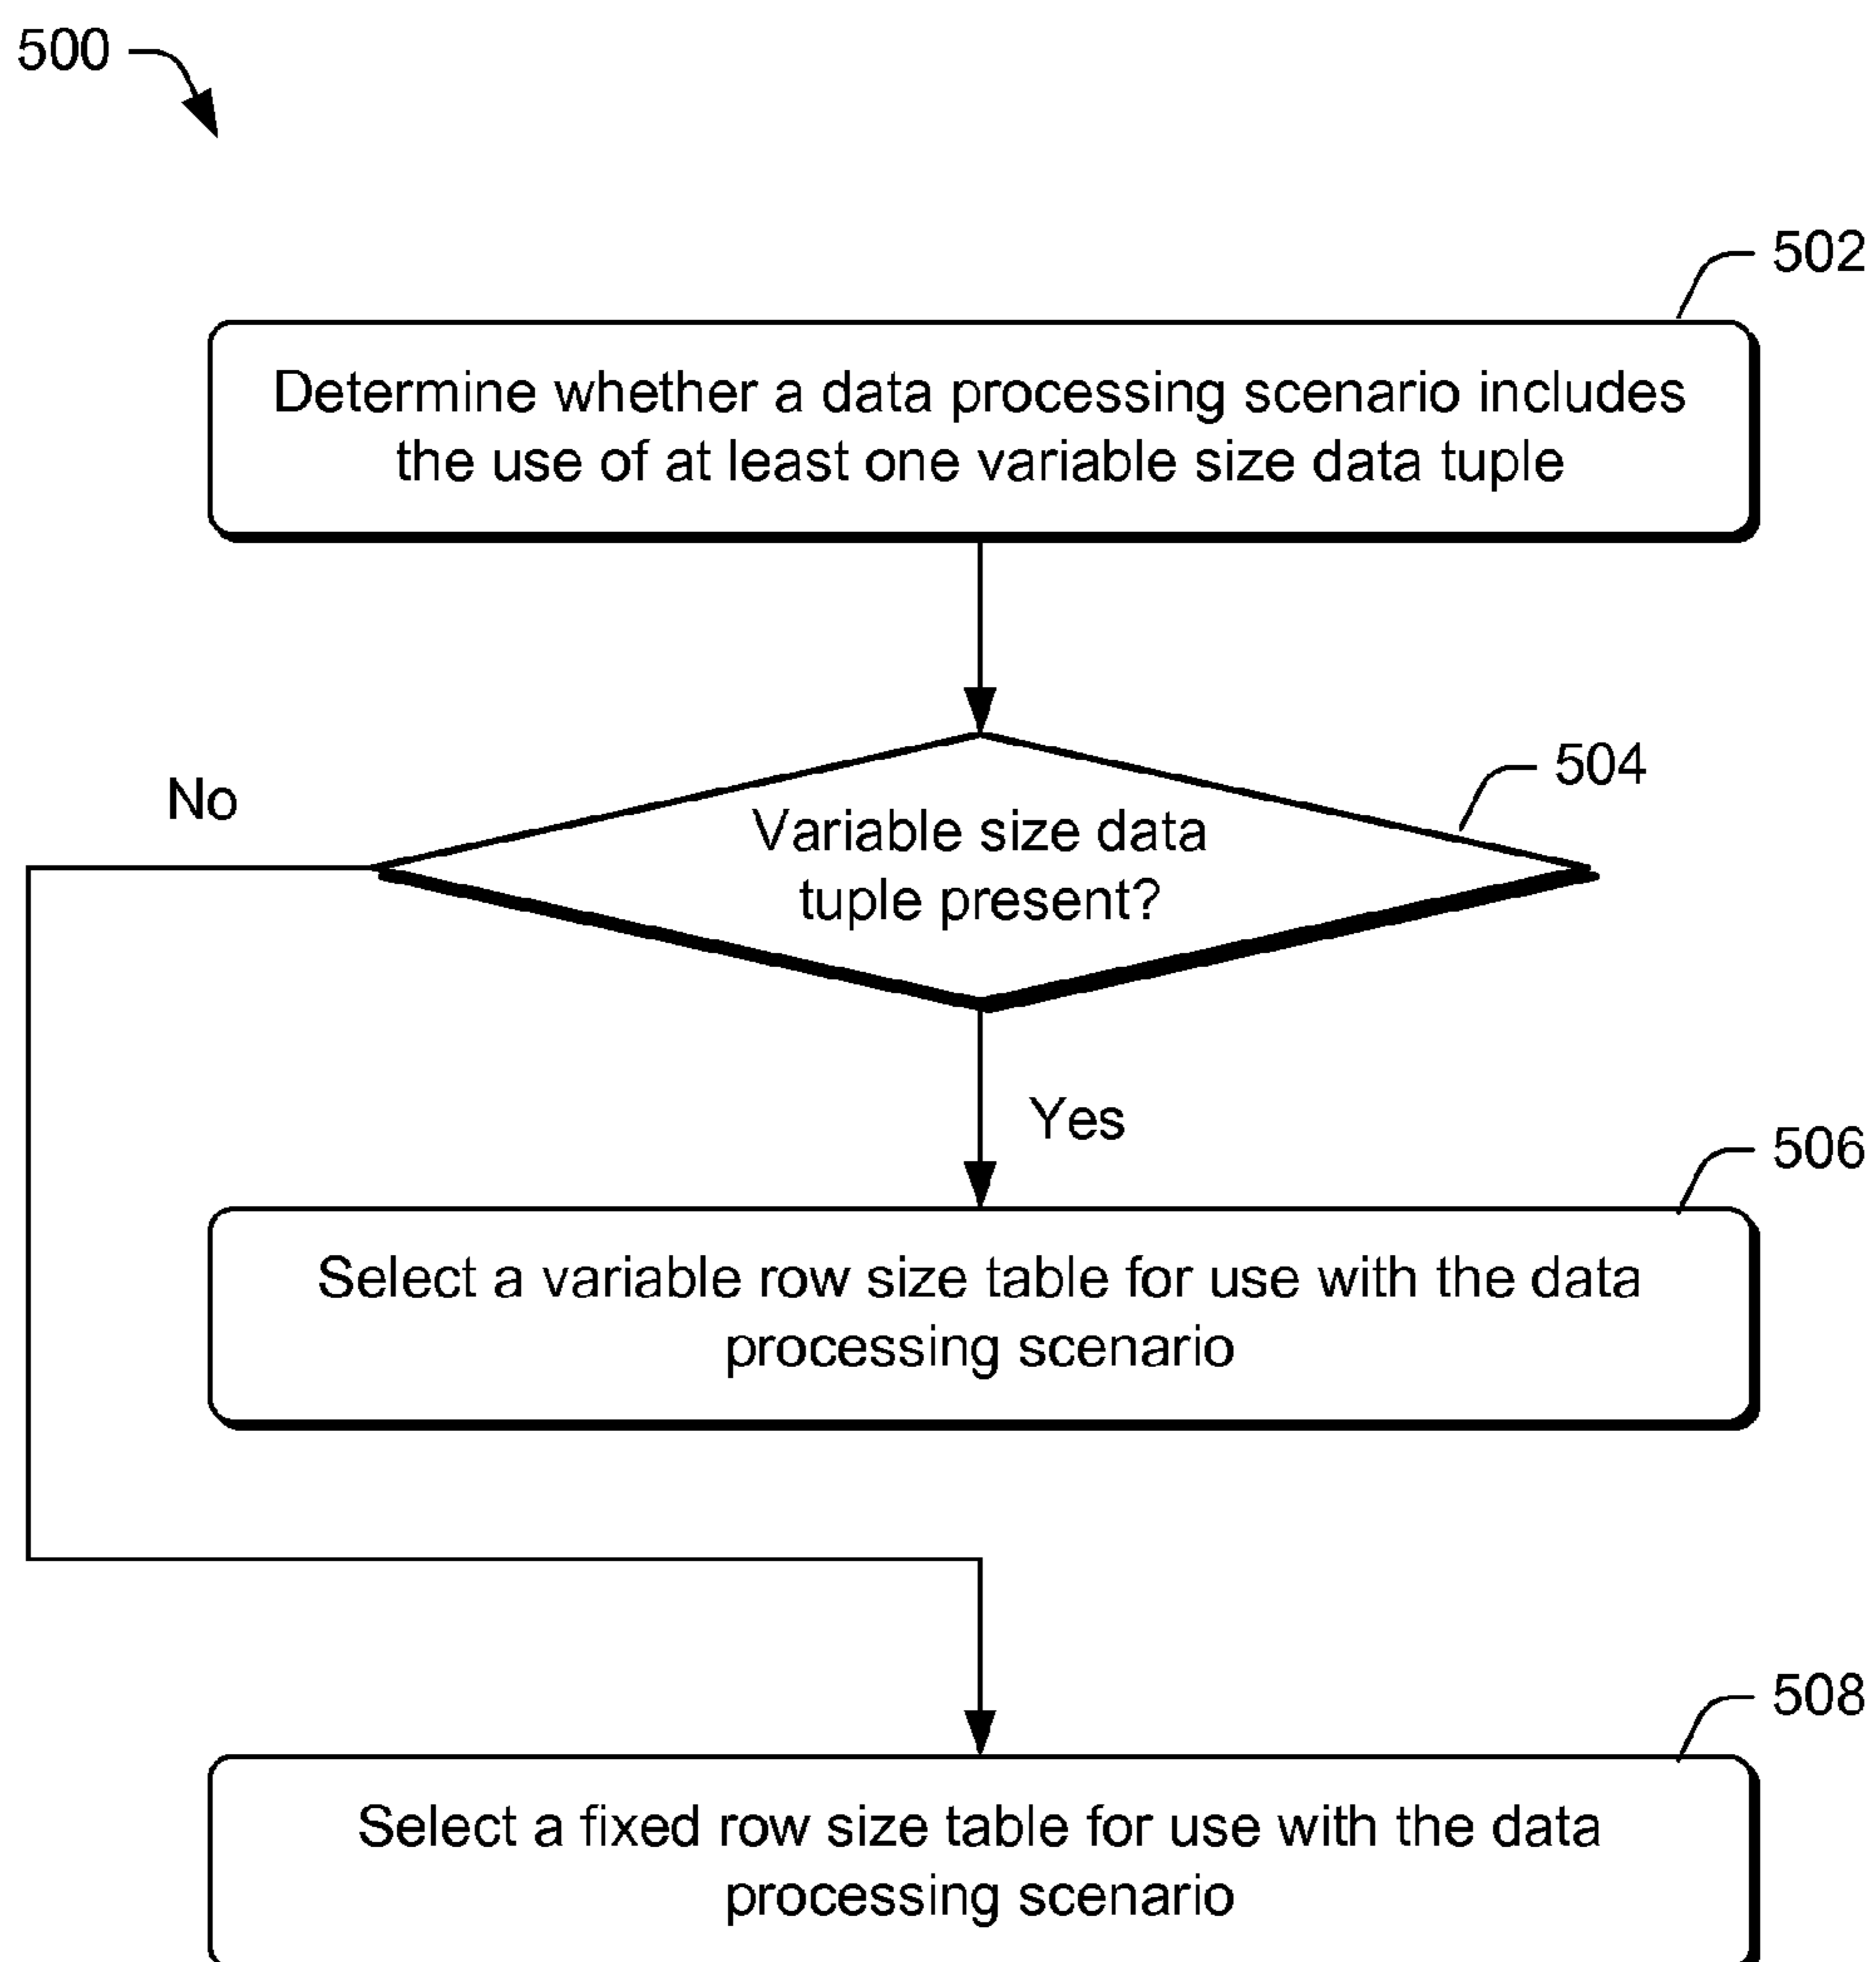 500
502
Determine whether a data processing scenario includes
the use of at least one variable size data tuple
504
No
Variable size data
tuple present?
Yes
506
Select a variable row size table for use with the data
processing scenario
508
Select a fixed row size table for use with the data
processing scenario